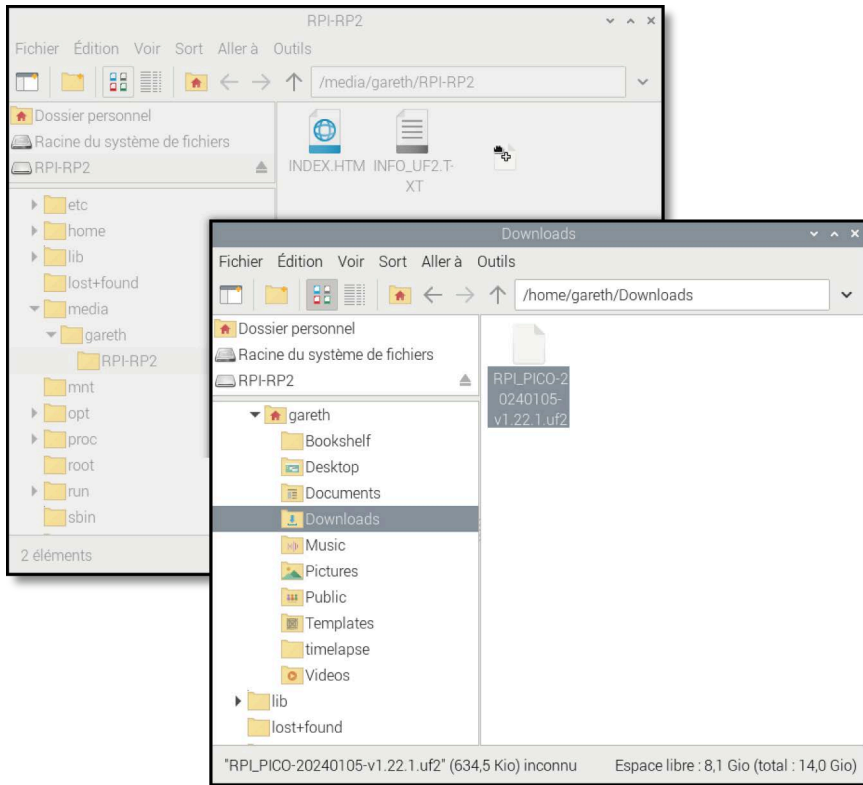 RPI-RP2
Fichier Édition Voir Sort Aller à Outils
/media/gareth/RPI-RP2
Dossier personnel
Racine du système de fichiers
RPI-RP2
etc
home
lib
lost+found
media
gareth
RPI-RP2
mnt
opt
proc
root
run
sbin
2 éléments
INDEX.HTM
INFO_UF2.T-
XT
Downloads
Fichier Édition Voir Sort Aller à Outils
/home/gareth/Downloads
Dossier personnel
Racine du système de fichiers
RPI-RP2
gareth
Bookshelf
Desktop
Documents
Downloads
Music
Pictures
Public
Templates
timelapse
Videos
lib
lost+found
RPI_PICO-2
0240105-
v1.22.1.uf2
"RPI_PICO-20240105-v1.22.1.uf2" (634,5 Kio) inconnu Espace libre : 8,1 Gio (total : 14,0 Gio)